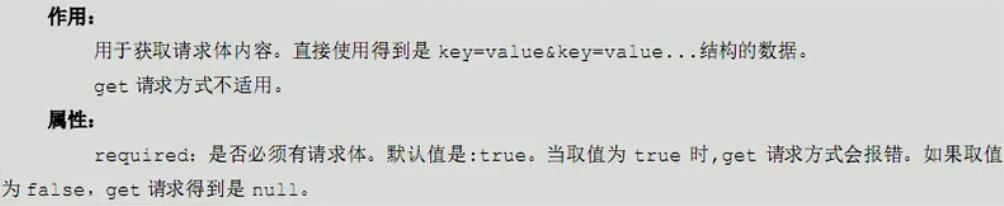 作用：
用于获取请求体内容。直接使用得到是 key=value&key=value...结构的数据。
get 请求方式不适用。
属性：
required：是否必须有请求体。默认值是:true。当取值为 true 时,get 请求方式会报错。如果取值
为 false，get 请求得到是 null。